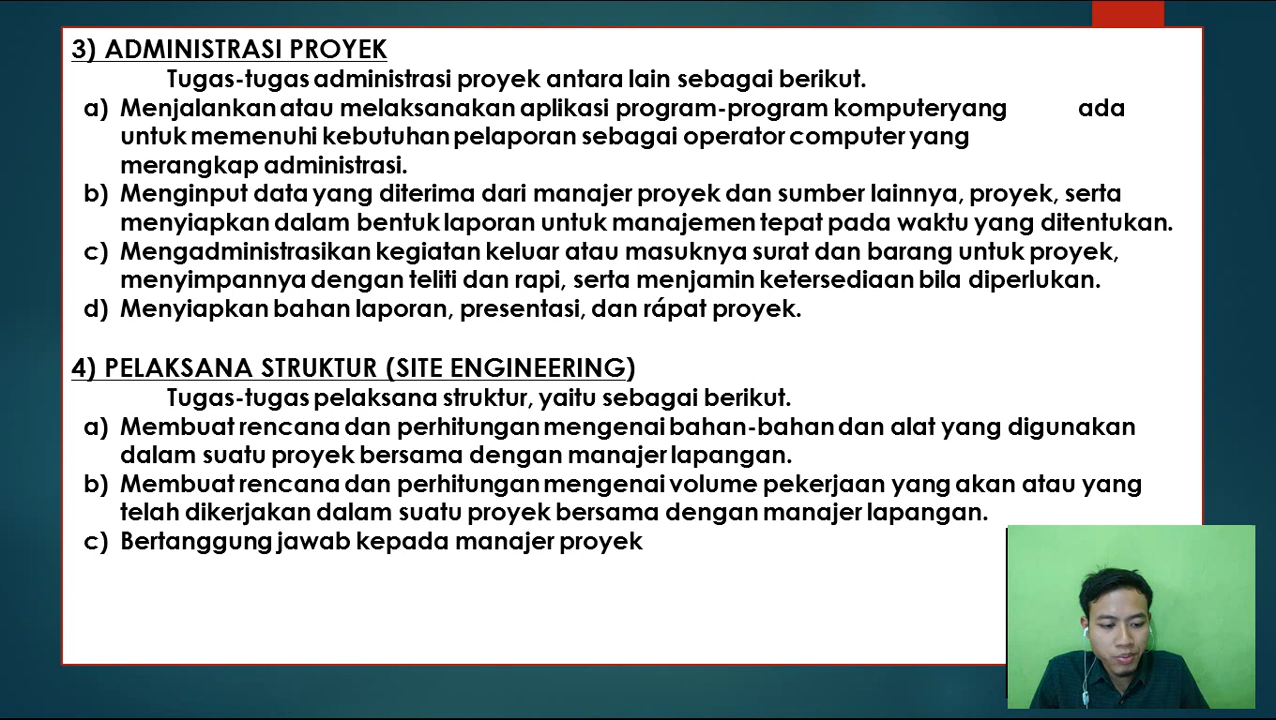 3) ADMINISTRASI PROYEK
Tugas-tugas administrasi proyek antara lain sebagai berikut.
a) Menjalankan atau melaksanakan aplikasi program-program komputeryang ada
untuk memenuhi kebutuhan pelaporan sebagai operator computer yang
merangkap administrasi.
b) Menginput data yang diterima dari manajer proyek dan sumber lainnya, proyek, serta
menyiapkan dalam bentuk laporan untuk manajemen tepat pada waktu yang ditentukan.
c) Mengadministrasikan kegiatan keluar atau masuknya surat dan barang untuk proyek,
menyimpannya dengan teliti dan rapi, serta menjamin ketersediaan bila diperlukan.
d) Menyiapkan bahan laporan, presentasi, dan rápat proyek.
4) PELAKSANA STRUKTUR (SITE ENGINEERING)
Tugas-tugas pelaksana struktur, yaitu sebagai berikut.
a) Membuat rencana dan perhitungan mengenai bahan-bahan dan alat yang digunakan
dalam suatu proyek bersama dengan manajer lapangan.
b) Membuat rencana dan perhitungan mengenai volume pekerjaan yang akan atau yang
telah dikerjakan dalam suatu proyek bersama dengan manajer lapangan.
c) Bertanggung jawab kepada manajer proyek